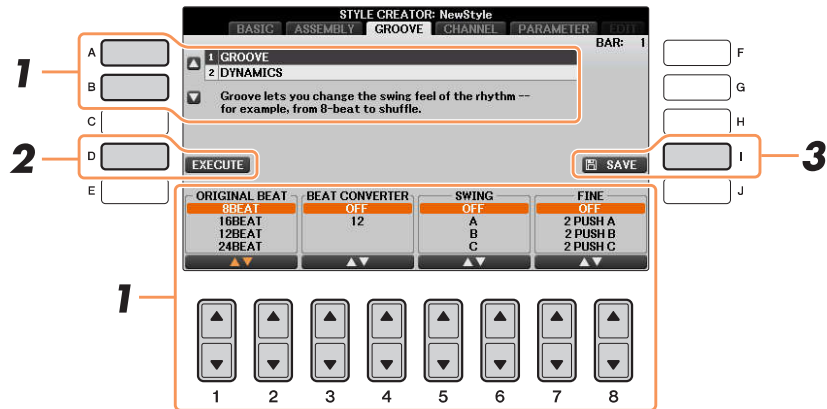 STYLE CREATOR: NewStyle
BASIC ASSEMBLY GROOVE CHANNEL PARAMETER EDIT
BAR: 1
1 GROOVE
2 DYNAMICS
Groove lets you change the swing feel of the rhythm --
for example, from 8-beat to shuffle.
EXECUTE
SAVE
ORIGINAL BEAT BEAT CONVERTER SWING FINE
8BEAT OFF OFF OFF
16BEAT 12 A 2 PUSH A
12BEAT B 2 PUSH B
24BEAT C 2 PUSH C
A
B
C
D
E
F
G
H
I
J
1
2
3
1
1 2 3 4 5 6 7 8